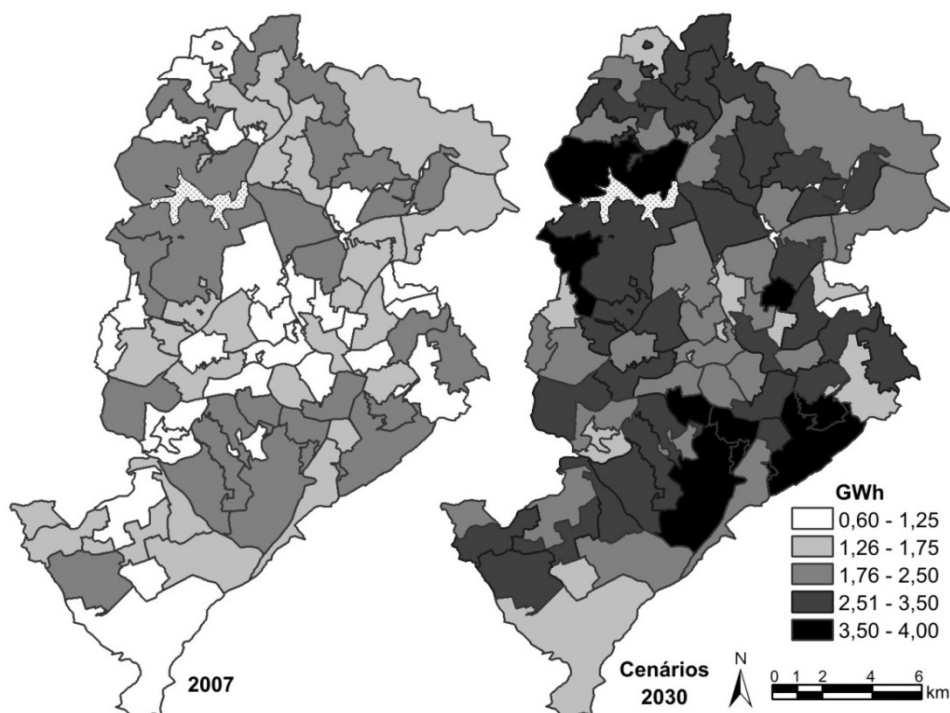 GWh
0,60 - 1,25
1,26 - 1,75
1,76 - 2,50
2,51 - 3,50
3,50 - 4,00
2007
Cenários
2030
N
0 1 2 4 6
km